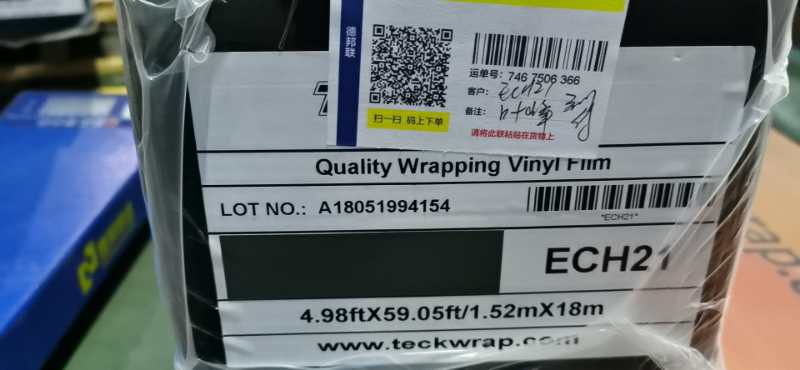 德邦联
运单号: 746 7506 366
客户: ECH21
备注:
扫一扫 码上下单
请将此联粘贴在货物上
Quality Wrapping Vinyl Film
LOT NO.: A18051994154
*ECH21*
ECH21
4.98ftX59.05ft/1.52mX18m
www.teckwrap.com